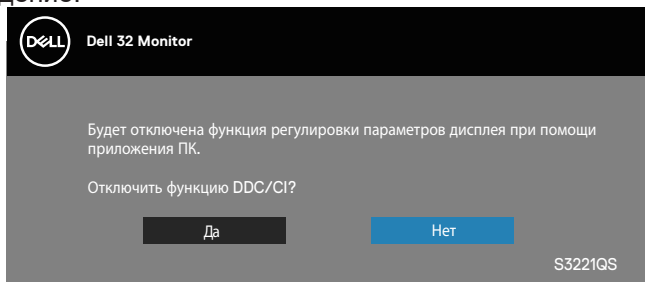 дение:
DELL
Dell 32 Monitor
Будет отключена функция регулировки параметров дисплея при помощи
приложения ПК.
Отключить функцию DDC/CI?
Да
Нет
S3221QS